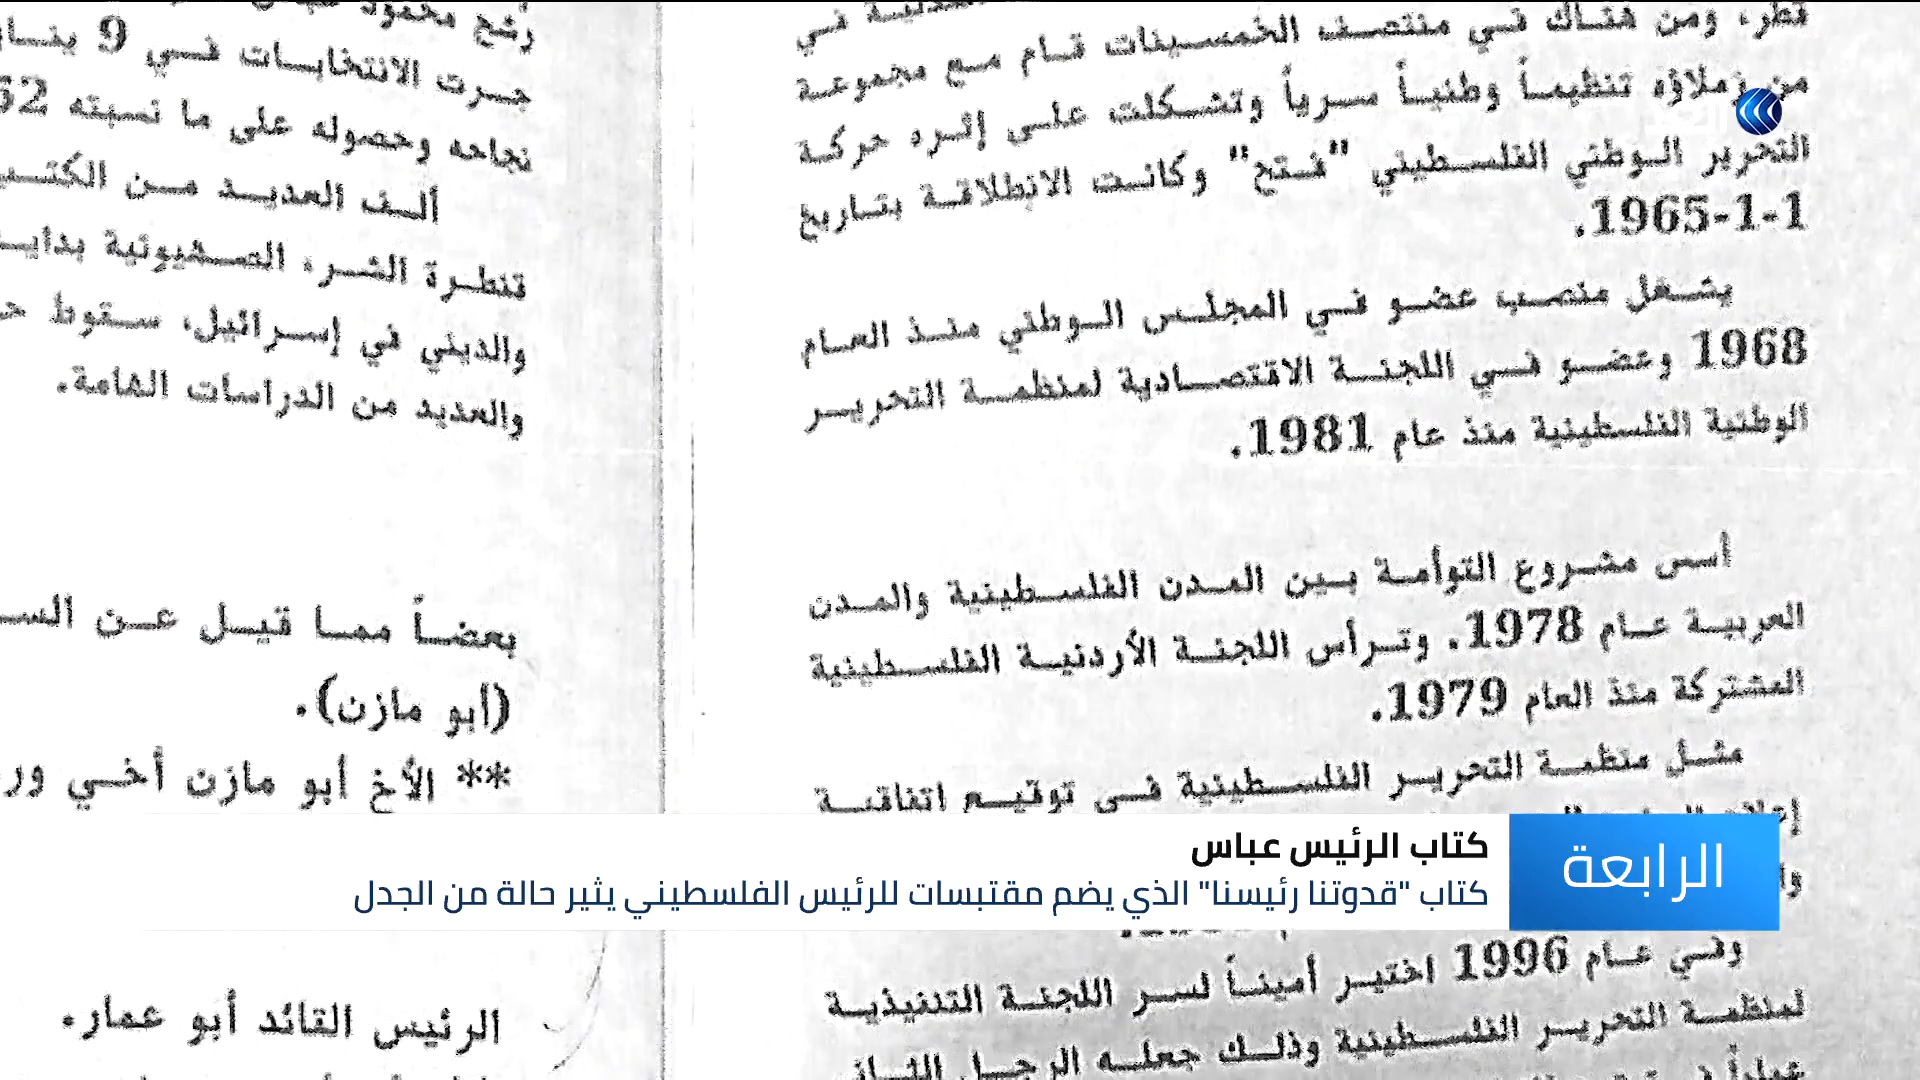 قطر، ومن هناك في منتصف الخمسينات قام مع مجموعة
من زملاؤه تنظيماً وطنياً سرياً وتشكلت على إثره حركة
التحرير الوطني الفلسطيني "فتح" وكانت الانطلاقة بتاريخ
1-1-1965.
يشغل منصب عضو في المجلس الوطني منذ العام
1968 وعضو في اللجنة الاقتصادية لمنظمة التحرير
الوطنية الفلسطينية منذ عام 1981.
أسس مشروع التوأمة بين المدن الفلسطينية والمدن
العربية عام 1978. وترأس اللجنة الأردنية الفلسطينية
المشتركة منذ العام 1979.
مثل منظمة التحرير الفلسطينية في توقيع اتفاقية
وفي عام 1996 اختير أميناً لسر اللجنة التنفيذية
لمنظمة التحرير الفلسطينية وذلك جعله الرجل الثاني
رشح محمود
جرت الانتخابات في 9
نجاحه وحصوله على ما نسبته
ألف العديد من
قنطرة الشر، الصهيونية
والديني في إسرائيل، سقوط
والعديد من الدراسات الهامة.
بعضاً مما قيل عن
(أبو مازن).
** الأخ أبو مازن أخي
الرئيس القائد أبو عمار.
الرابعة
كتاب الرئيس عباس
كتاب "قدوتنا رئيسنا" الذي يضم مقتبسات للرئيس الفلسطيني يثير حالة من الجدل